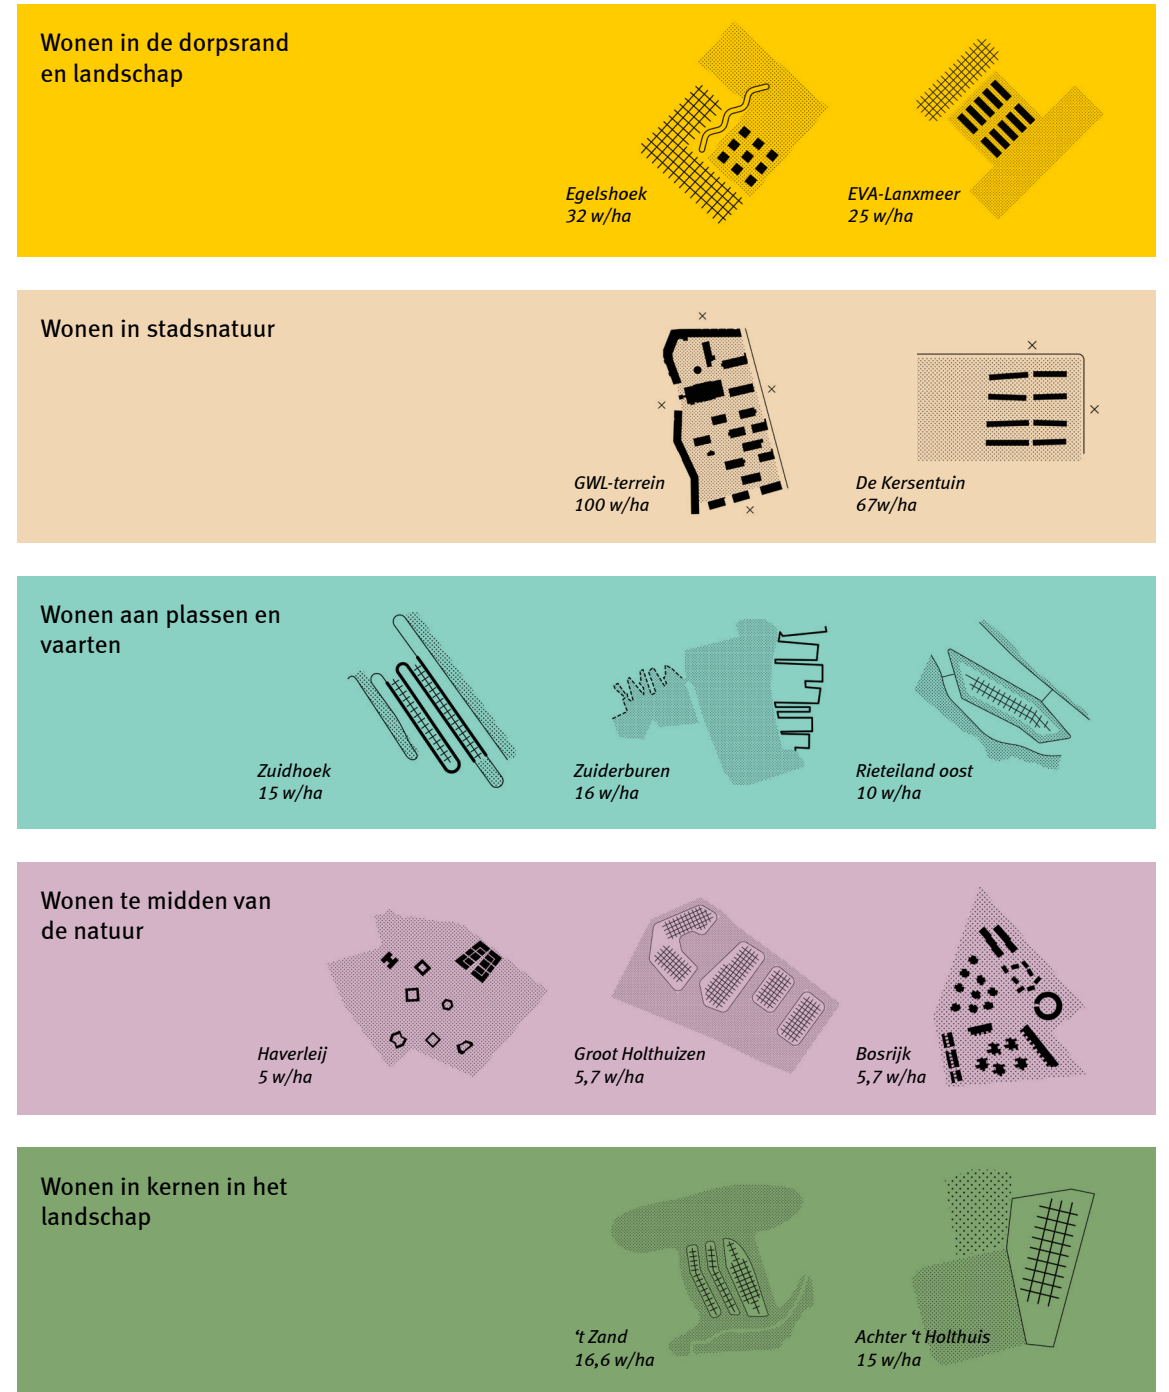 Wonen in de dorpsrand
en landschap
Egelshoek
32 w/ha
EVA-Lanxmeer
25 w/ha
Wonen in stadsnatuur
GWL-terrein
100 w/ha
De Kersentuin
67w/ha
Wonen aan plassen en
vaarten
Zuidhoek
15 w/ha
Zuiderburen
16 w/ha
Rieteiland oost
10 w/ha
Wonen te midden van
de natuur
Haverleij
5 w/ha
Groot Holthuizen
5,7 w/ha
Bosrijk
5,7 w/ha
Wonen in kernen in het
landschap
‘t Zand
16,6 w/ha
Achter ‘t Holthuis
15 w/ha